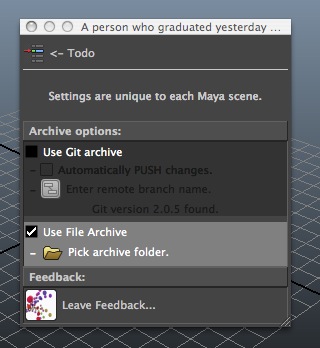 A person who graduated yesterday ...
<- Todo
Settings are unique to each Maya scene.
Archive options:
Use Git archive
- Automatically PUSH changes.
- Enter remote branch name.
Git version 2.0.5 found.
Use File Archive
- Pick archive folder.
Feedback:
Leave Feedback...